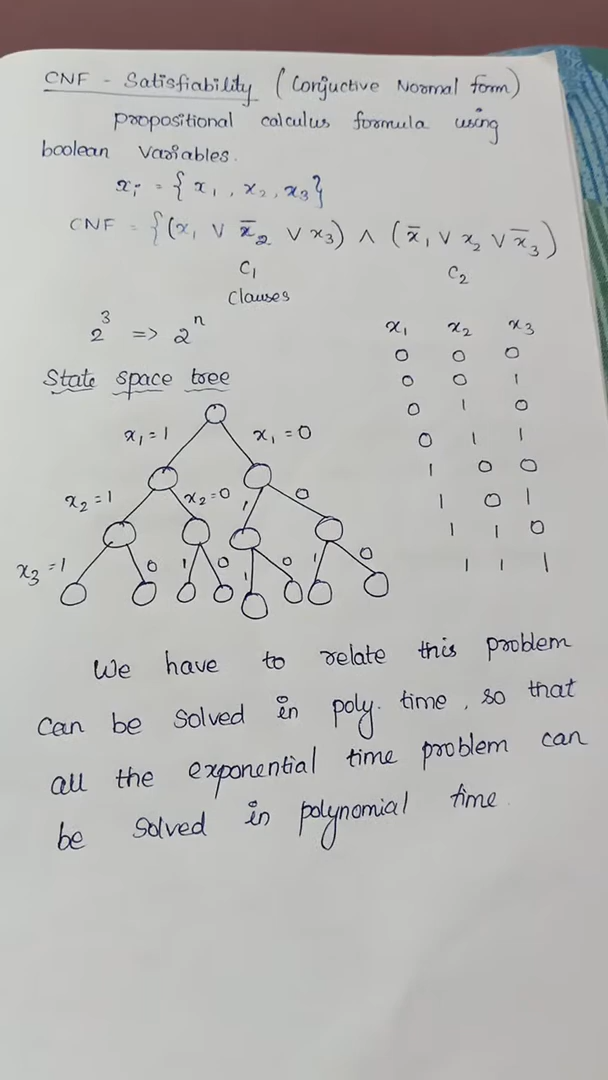 CNF - Satisfiability (Conjuctive Normal form)
propositional calculus formula using
boolean variables.
xᵢ = { x₁, x₂, x₃}
CNF = {(x₁ ∨ x̅₂ ∨ x₃) ∧ (x̅₁ ∨ x₂ ∨ x̅₃)
C₁ C₂
Clauses
2³ => 2ⁿ
x₁ x₂ x₃
0 0 0
0 0 1
0 1 0
0 1 1
1 0 0
1 0 1
1 1 0
1 1 1
State space tree
x₁ = 1 x₁ = 0
x₂ = 1 x₂ = 0 1 0
x₃ = 1 0 1 0 1 0 1 0
We have to relate this problem
can be solved in poly. time, so that
all the exponential time problem can
be solved in polynomial time.